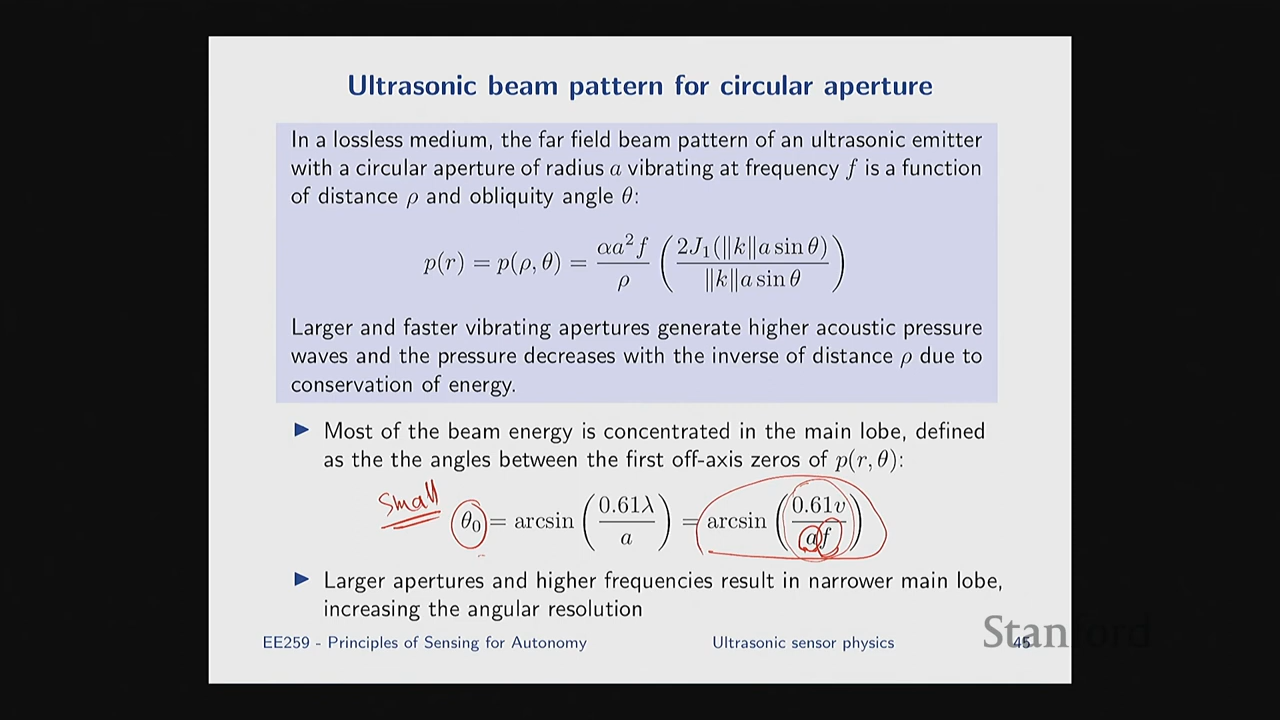 Ultrasonic beam pattern for circular aperture
In a lossless medium, the far field beam pattern of an ultrasonic emitter
with a circular aperture of radius a vibrating at frequency f is a function
of distance ρ and obliquity angle θ:
p(r) = p(ρ, θ) = αa²f / ρ ( 2J₁(‖k‖a sin θ) / ‖k‖a sin θ )
Larger and faster vibrating apertures generate higher acoustic pressure
waves and the pressure decreases with the inverse of distance ρ due to
conservation of energy.
▶ Most of the beam energy is concentrated in the main lobe, defined
as the the angles between the first off-axis zeros of p(r, θ):
Small
θ₀ = arcsin ( 0.61λ / a ) = arcsin ( 0.61v / af )
▶ Larger apertures and higher frequencies result in narrower main lobe,
increasing the angular resolution
EE259 - Principles of Sensing for Autonomy Ultrasonic sensor physics 45
Stanford